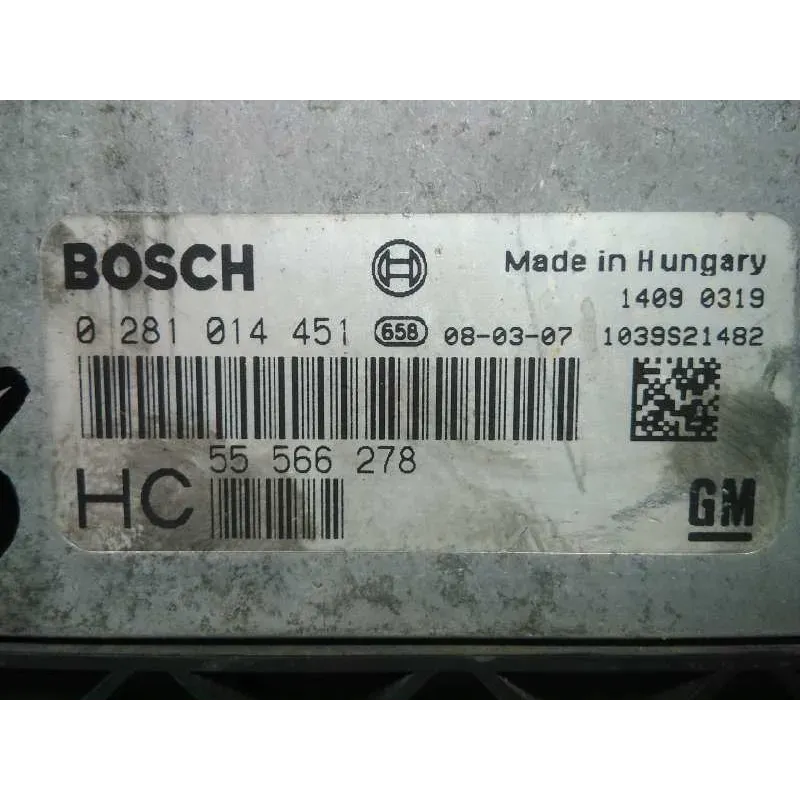 BOSCH Made in Hungary
1409 0319
0 281 014 451 658 08-03-07 1039S21482
55 566 278
HC
GM